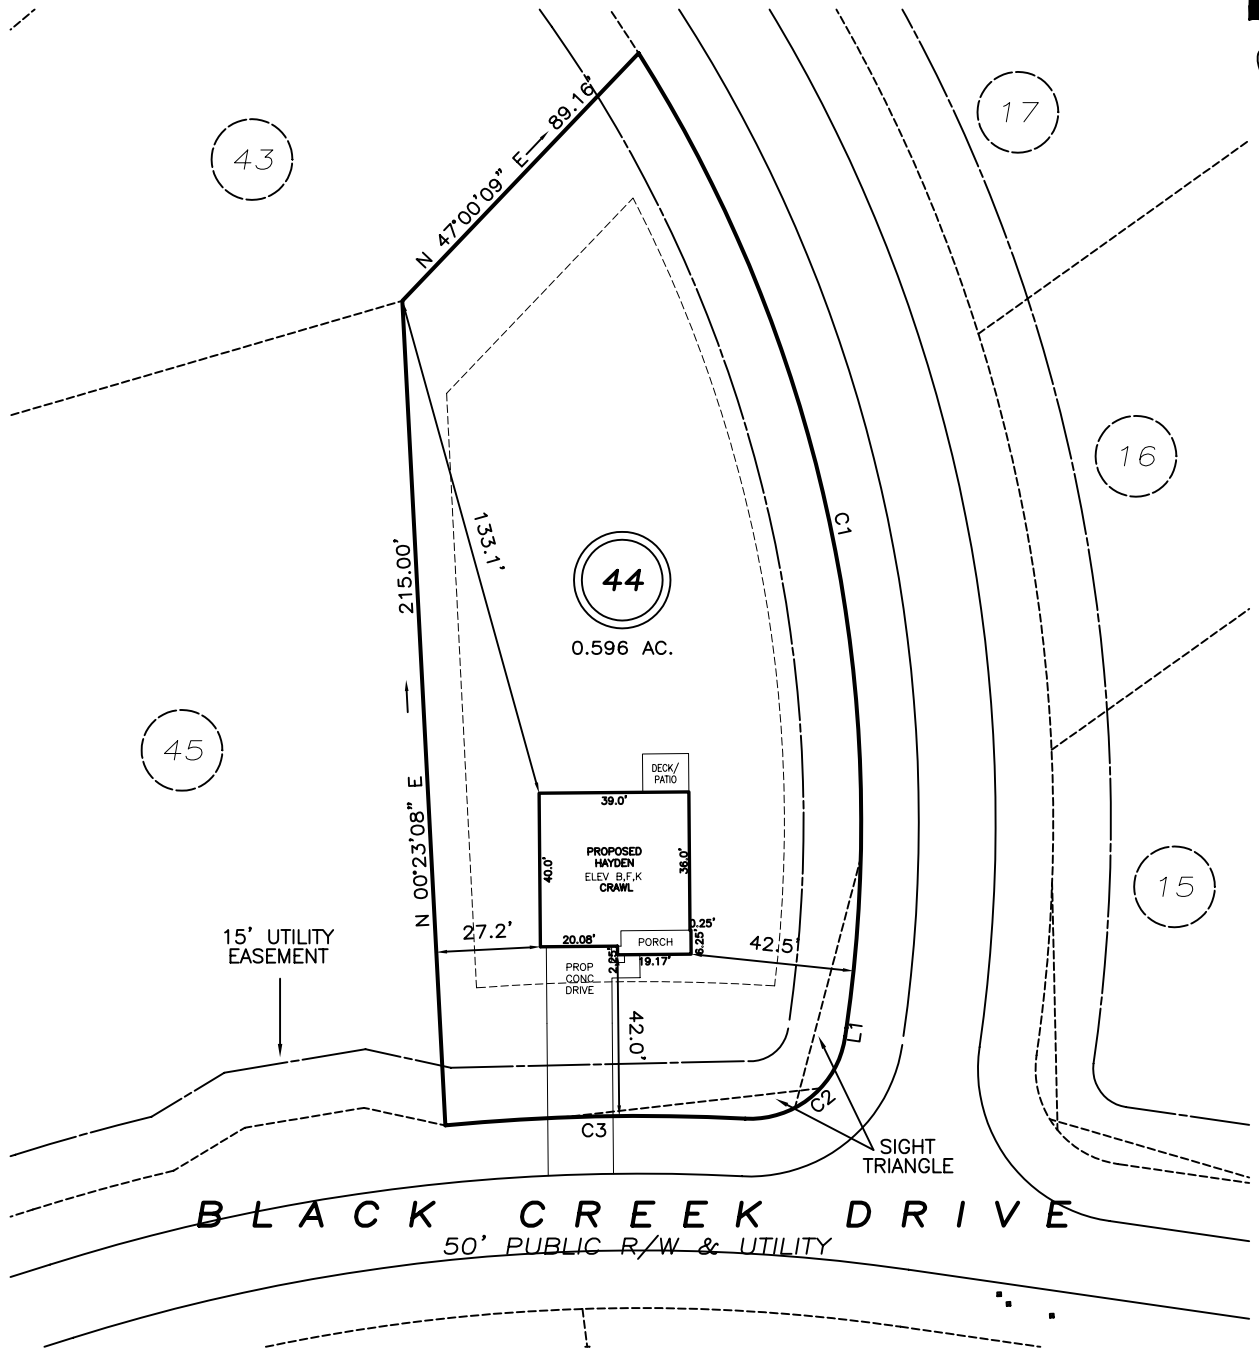 17
43
N 47°00'09" E
89.16'
16
C1
133.1'
215.00'
44
0.596 AC.
45
N 00°23'08" E
DECK/
PATIO
39.0'
PROPOSED
HAYDEN
ELEV B,F,K
CRAWL
40.0'
36.0'
15
15' UTILITY
EASEMENT
27.2'
20.08'
PORCH
0.25'
6.25'
42.5'
2.25'
19.17'
PROP
CONC
DRIVE
42.0'
L1
C2
C3
SIGHT
TRIANGLE
BLACK CREEK DRIVE
50' PUBLIC R/W & UTILITY